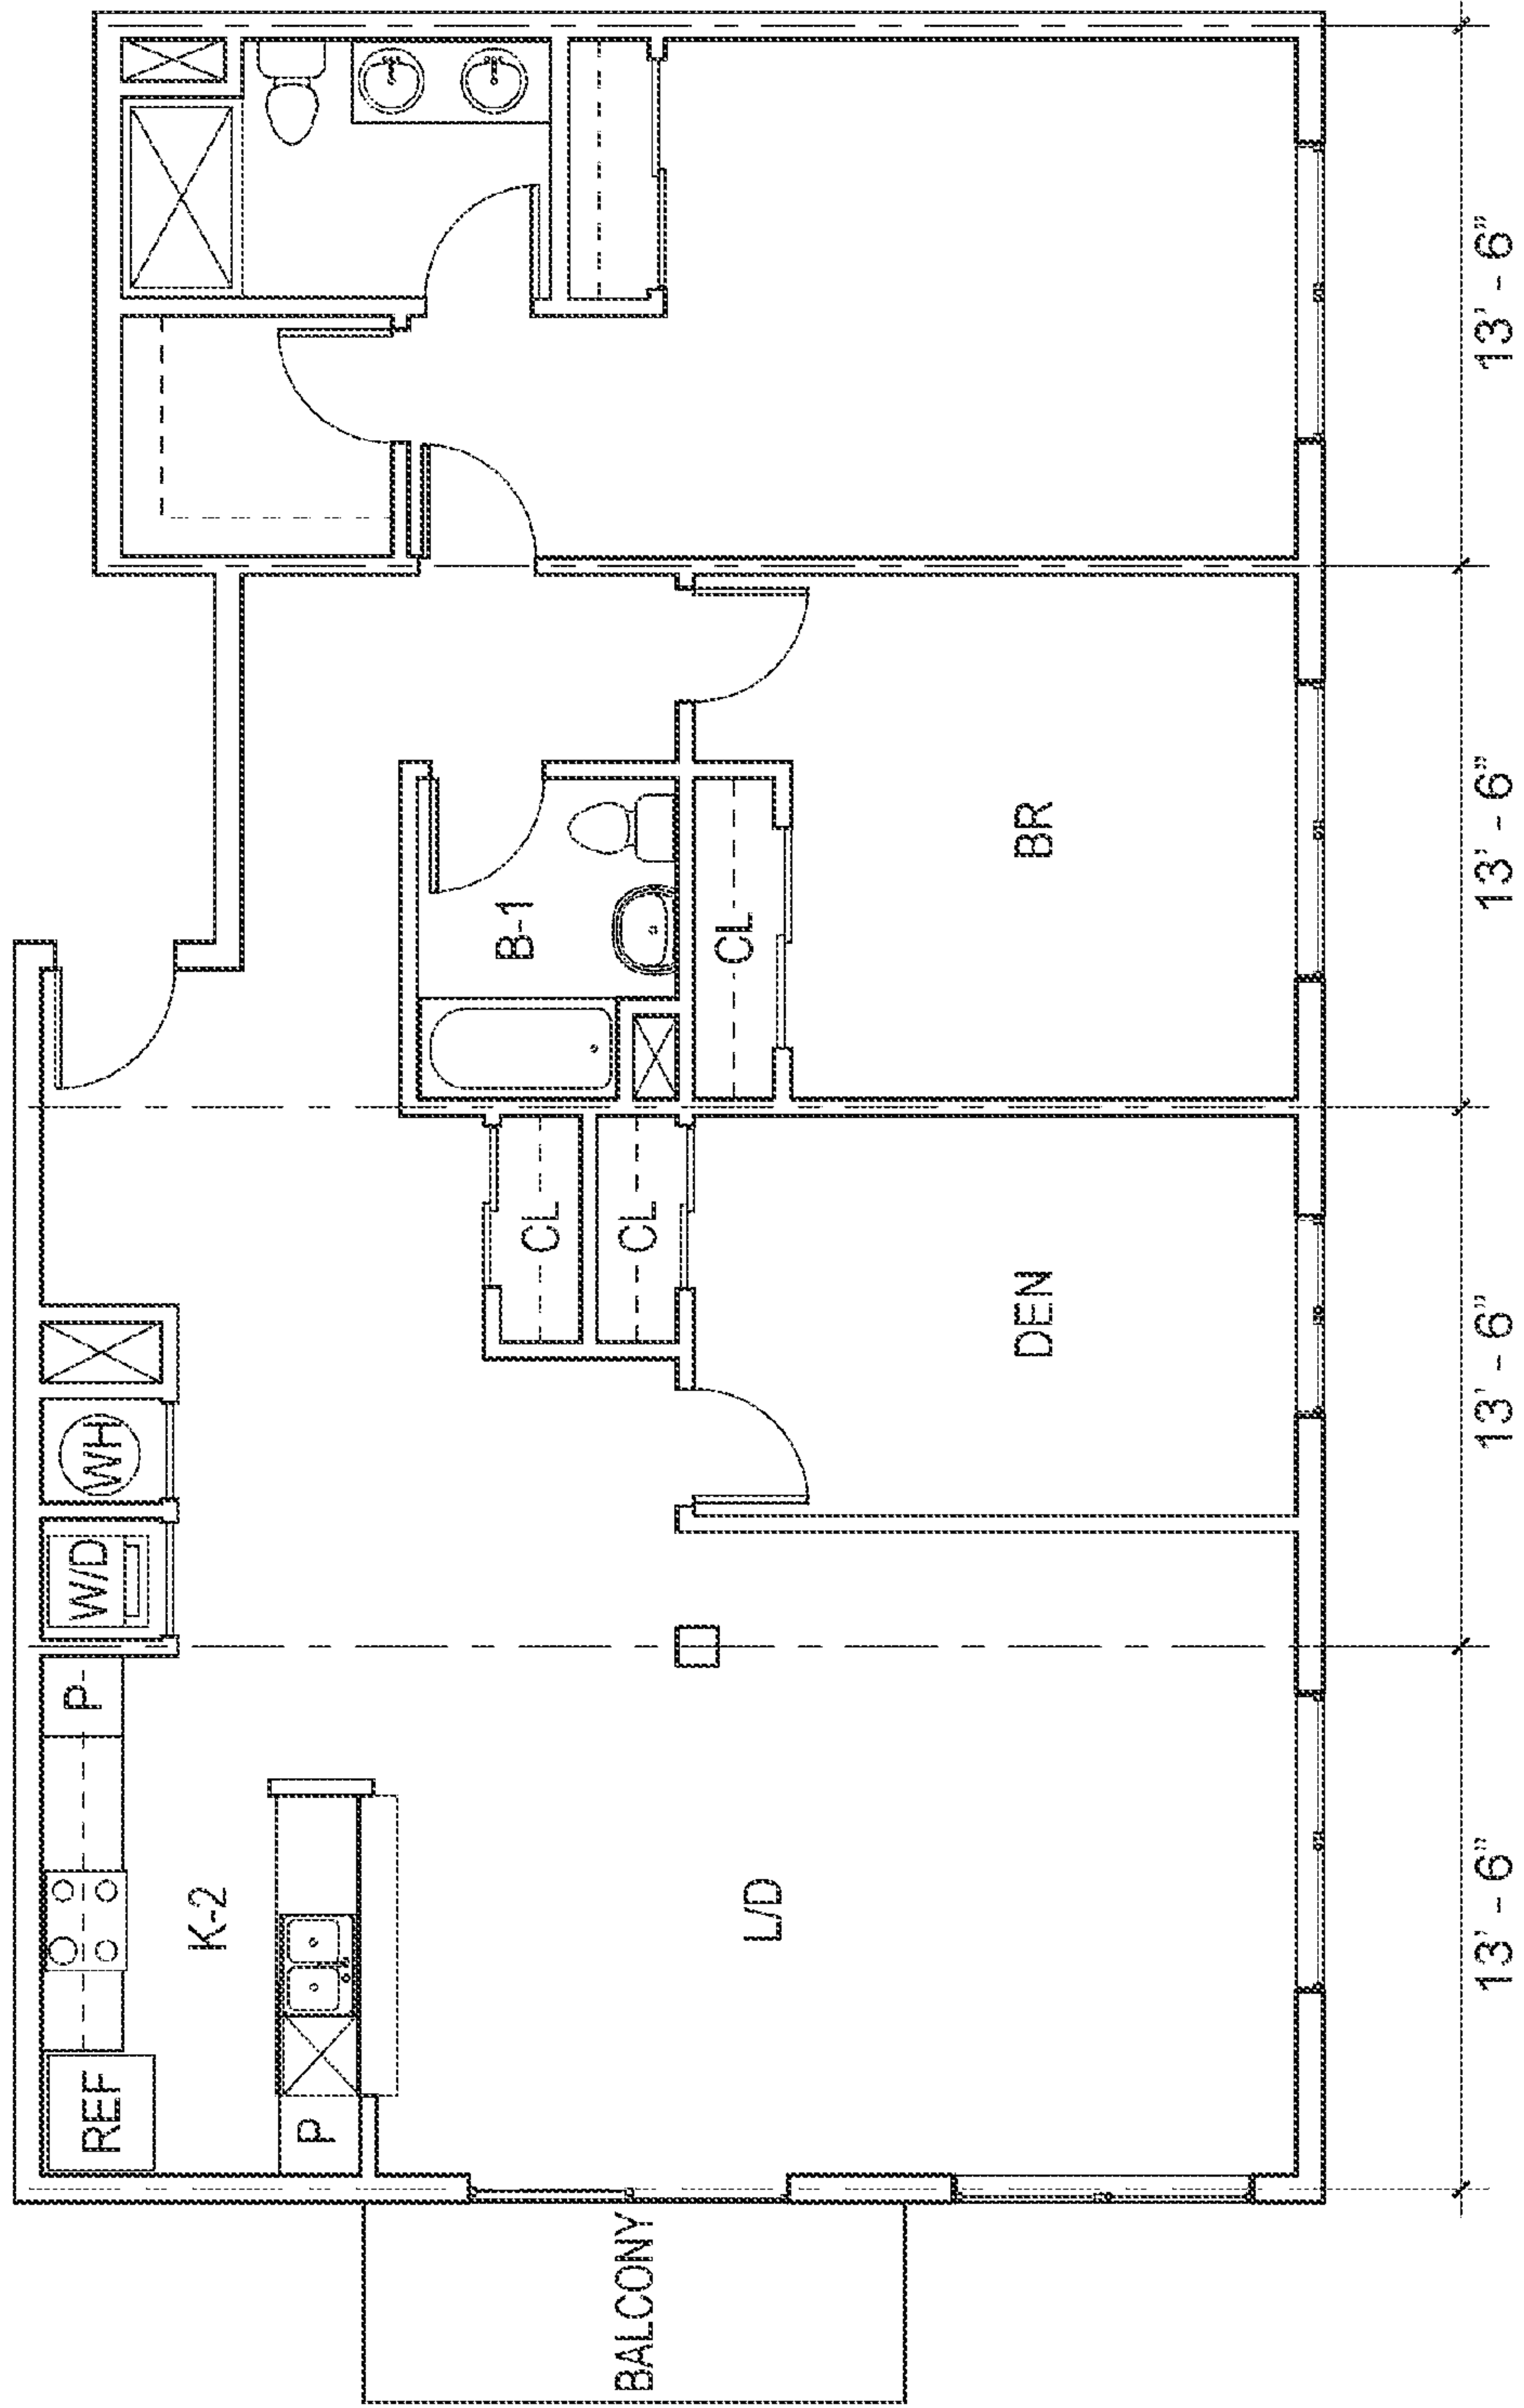 BALCONY
REF
P
K-2
P
L/D
W/D
WH
CL
CL
DEN
B-1
CL
BR
13' - 6"
13' - 6"
13' - 6"
13' - 6"